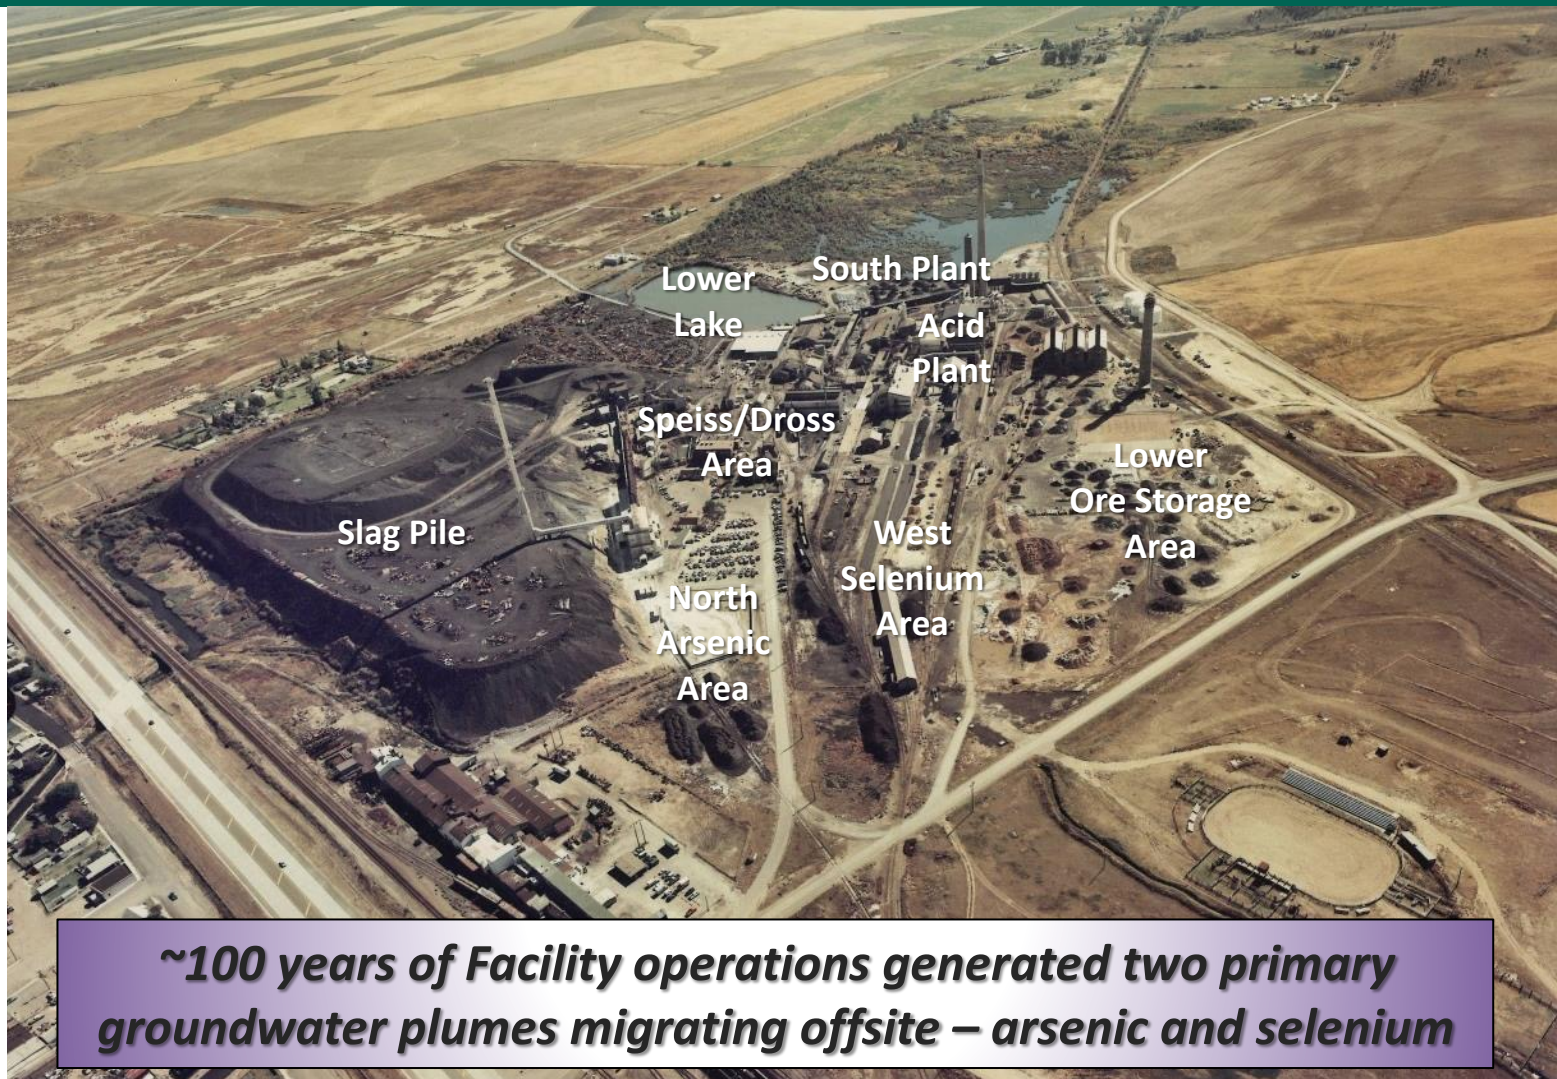 Lower
Lake
South Plant
Acid
Plant
Speiss/Dross
Area
Lower
Ore Storage
Area
Slag Pile
West
Selenium
Area
North
Arsenic
Area
~100 years of Facility operations generated two primary
groundwater plumes migrating offsite – arsenic and selenium